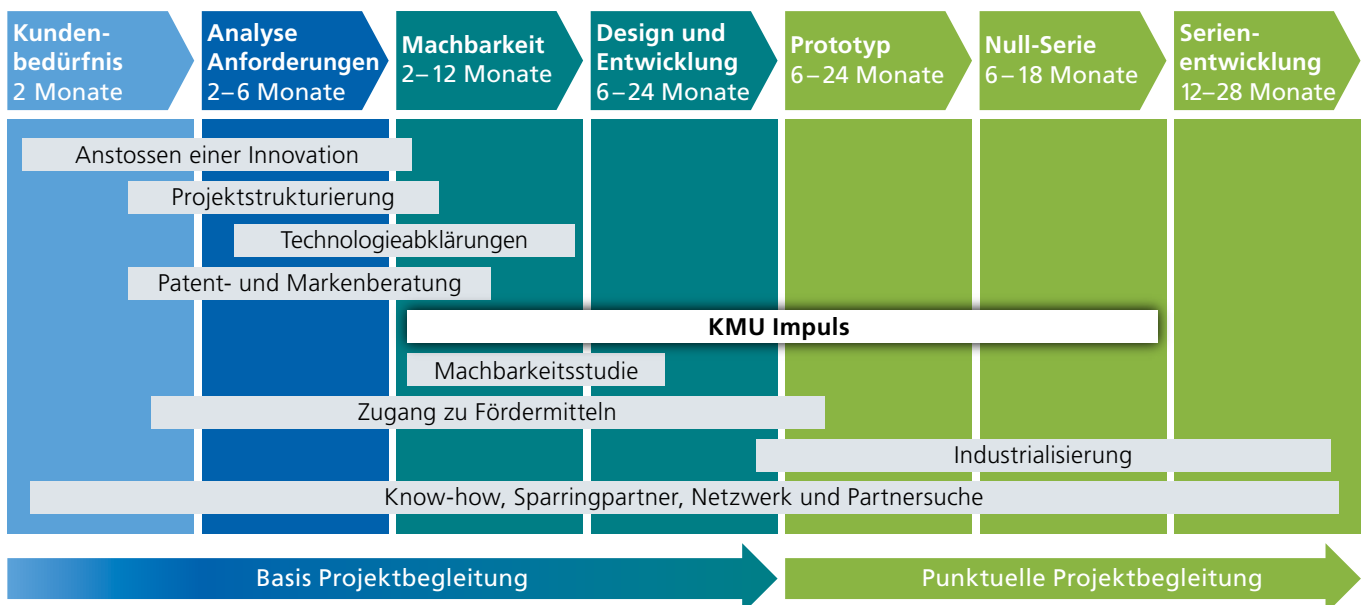 Kunden-
bedürfnis
2 Monate
Analyse
Anforderungen
2–6 Monate
Machbarkeit
2–12 Monate
Design und
Entwicklung
6–24 Monate
Prototyp
6–24 Monate
Null-Serie
6–18 Monate
Serien-
entwicklung
12–28 Monate
Anstossen einer Innovation
Projektstrukturierung
Technologieabklärungen
Patent- und Markenberatung
KMU Impuls
Machbarkeitsstudie
Zugang zu Fördermitteln
Industrialisierung
Know-how, Sparringpartner, Netzwerk und Partnersuche
Basis Projektbegleitung
Punktuelle Projektbegleitung